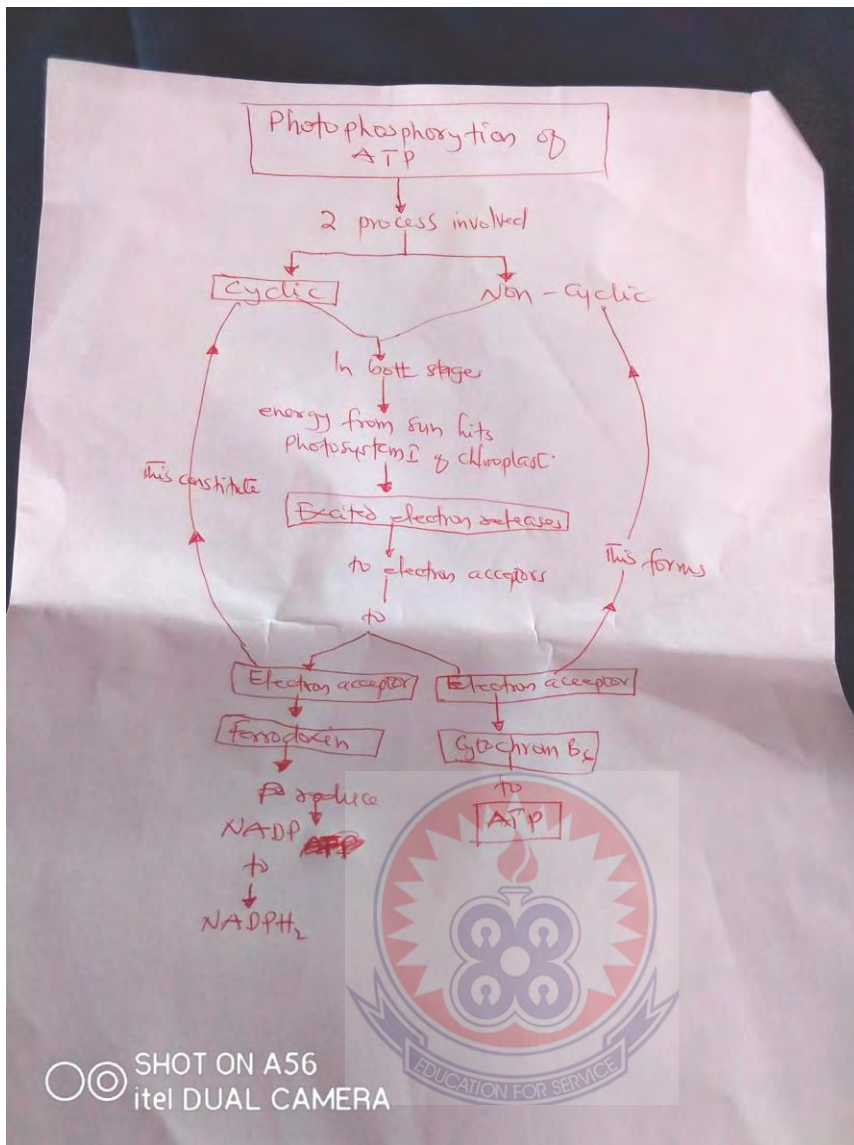 Photophosphorytion of
ATP
2 process involved
Cyclic
Non-Cyclic
In bott stage
energy from sun hits
photosystem I of chloroplast.
This constitute
Excited electron releases
to electron acceptors
This forms
to
Electron acceptor
Electron acceptor
Ferrodoxin
Cytochrom B6
Produce
to
NADP
ATP
to
NADPH2
EDUCATION FOR SERVICE
SHOT ON A56
itel DUAL CAMERA